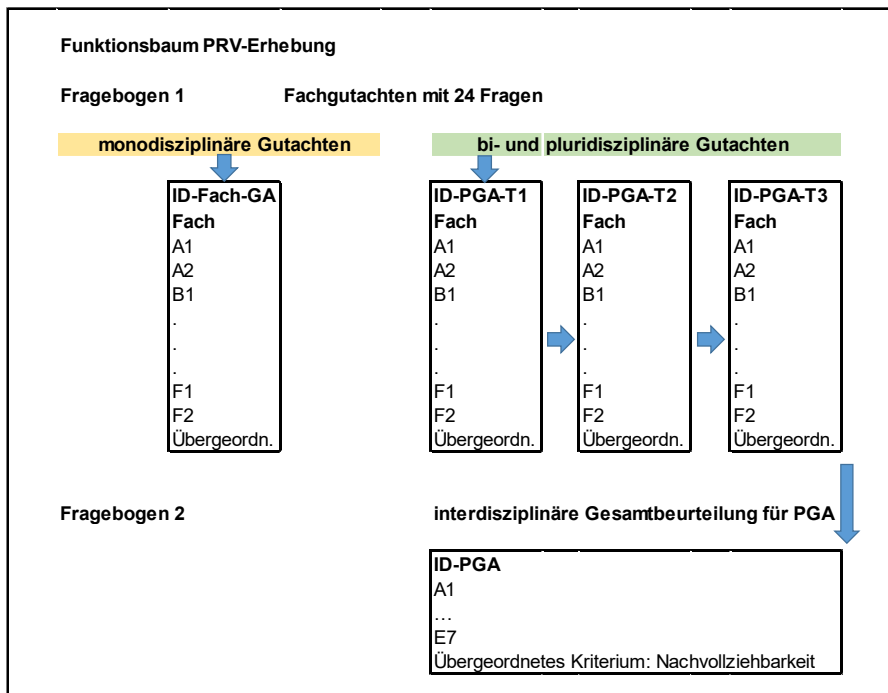 Funktionsbaum PRV-Erhebung
Fragebogen 1 Fachgutachten mit 24 Fragen
monodisziplinäre Gutachten
bi- und pluridisziplinäre Gutachten
ID-Fach-GA
Fach
A1
A2
B1
.
.
.
F1
F2
Übergeordn.
ID-PGA-T1
Fach
A1
A2
B1
.
.
.
F1
F2
Übergeordn.
ID-PGA-T2
Fach
A1
A2
B1
.
.
.
F1
F2
Übergeordn.
ID-PGA-T3
Fach
A1
A2
B1
.
.
.
F1
F2
Übergeordn.
Fragebogen 2 interdisziplinäre Gesamtbeurteilung für PGA
ID-PGA
A1
...
E7
Übergeordnetes Kriterium: Nachvollziehbarkeit